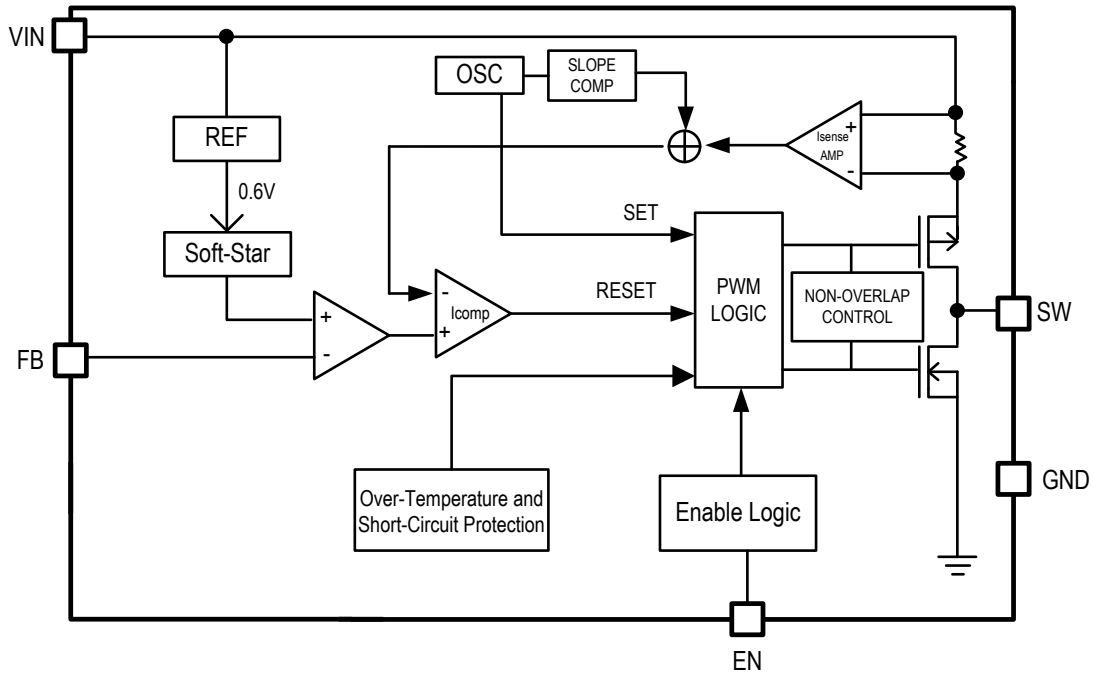 VIN
OSC
SLOPE
COMP
REF
+
Isense
AMP
-
0.6V
Soft-Star
SET
-
Icomp
+
RESET
PWM
LOGIC
NON-OVERLAP
CONTROL
SW
+
-
FB
Over-Temperature and
Short-Circuit Protection
Enable Logic
GND
EN